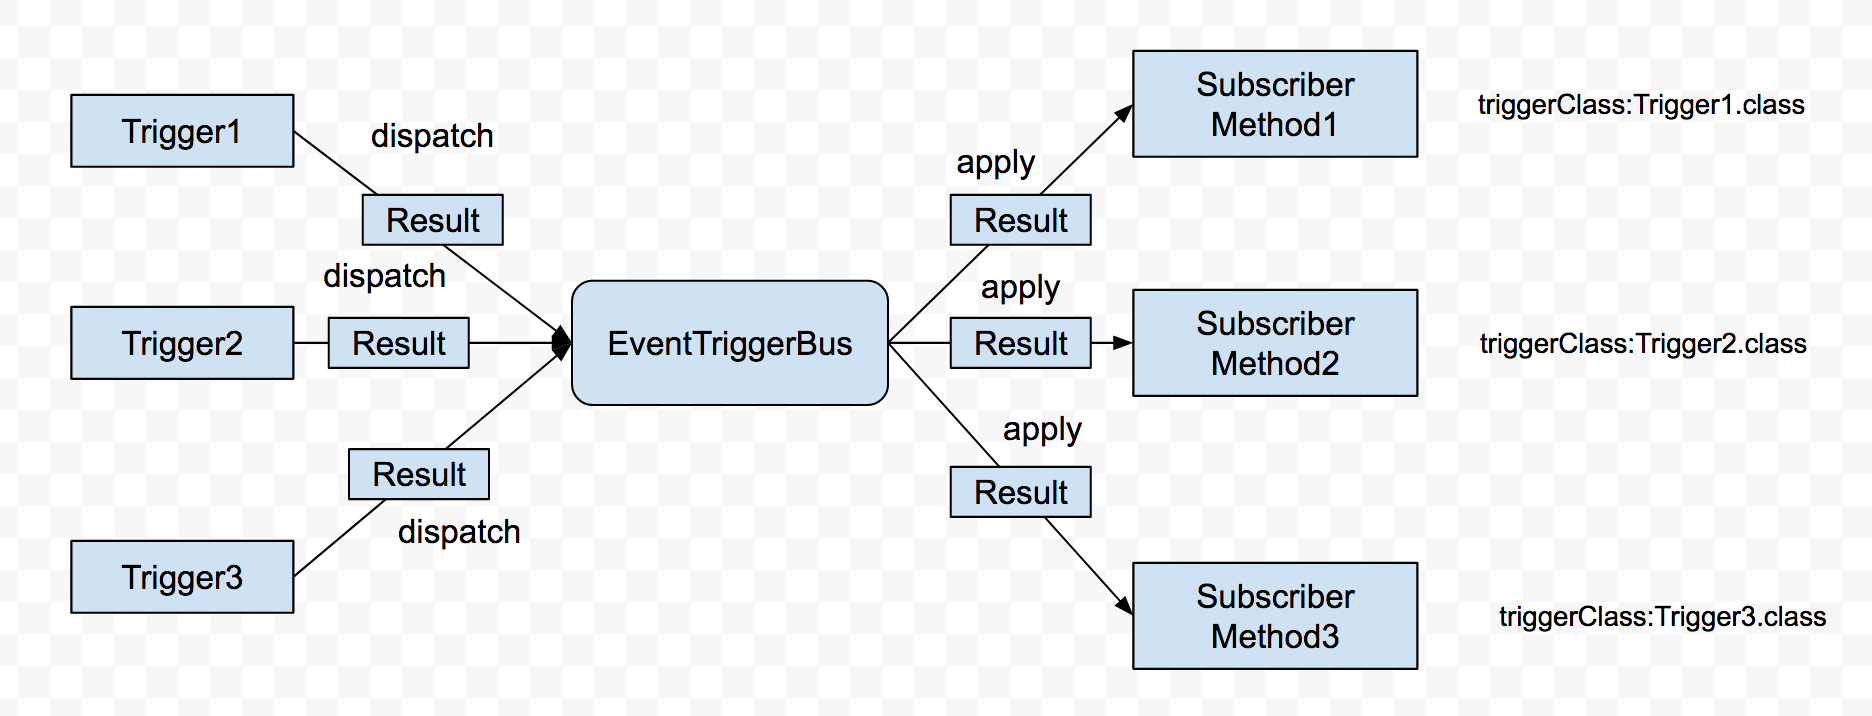 Trigger1
dispatch
Result
dispatch
Trigger2
Result
Result
dispatch
Trigger3
EventTriggerBus
apply
Result
apply
Result
apply
Result
Subscriber
Method1
triggerClass:Trigger1.class
Subscriber
Method2
triggerClass:Trigger2.class
Subscriber
Method3
triggerClass:Trigger3.class